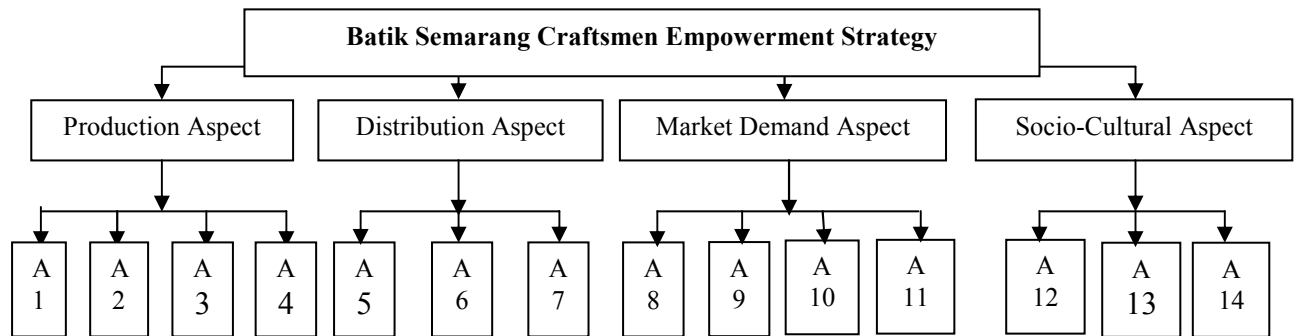 Batik Semarang Craftsmen Empowerment Strategy
Production Aspect
Distribution Aspect
Market Demand Aspect
Socio-Cultural Aspect
A
1
A
2
A
3
A
4
A
5
A
6
A
7
A
8
A
9
A
10
A
11
A
12
A
13
A
14